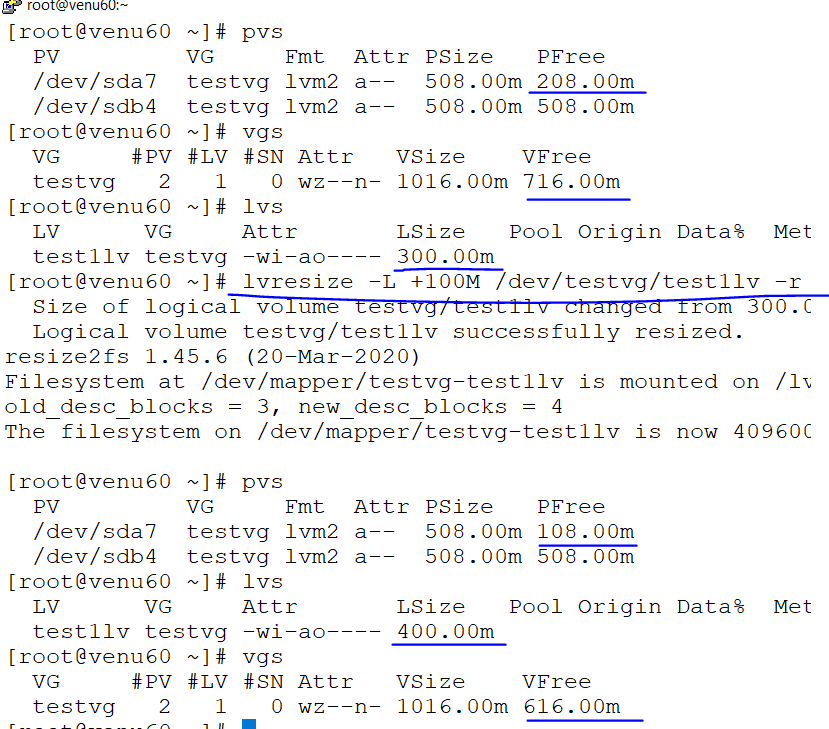 root@venu60:~
[root@venu60 ~]# pvs
  PV         VG     Fmt  Attr PSize   PFree
  /dev/sda7  testvg lvm2 a--  508.00m 208.00m
  /dev/sdb4  testvg lvm2 a--  508.00m 508.00m
[root@venu60 ~]# vgs
  VG     #PV #LV #SN Attr   VSize    VFree
  testvg   2   1   0 wz--n- 1016.00m 716.00m
[root@venu60 ~]# lvs
  LV      VG     Attr       LSize   Pool Origin Data%  Met
  test1lv testvg -wi-ao---- 300.00m
[root@venu60 ~]# lvresize -L +100M /dev/testvg/test1lv -r
  Size of logical volume testvg/test1lv changed from 300.0
  Logical volume testvg/test1lv successfully resized.
resize2fs 1.45.6 (20-Mar-2020)
Filesystem at /dev/mapper/testvg-test1lv is mounted on /lv
old_desc_blocks = 3, new_desc_blocks = 4
The filesystem on /dev/mapper/testvg-test1lv is now 409600
[root@venu60 ~]# pvs
  PV         VG     Fmt  Attr PSize   PFree
  /dev/sda7  testvg lvm2 a--  508.00m 108.00m
  /dev/sdb4  testvg lvm2 a--  508.00m 508.00m
[root@venu60 ~]# lvs
  LV      VG     Attr       LSize   Pool Origin Data%  Met
  test1lv testvg -wi-ao---- 400.00m
[root@venu60 ~]# vgs
  VG     #PV #LV #SN Attr   VSize    VFree
  testvg   2   1   0 wz--n- 1016.00m 616.00m
[root@venu60 ~]#